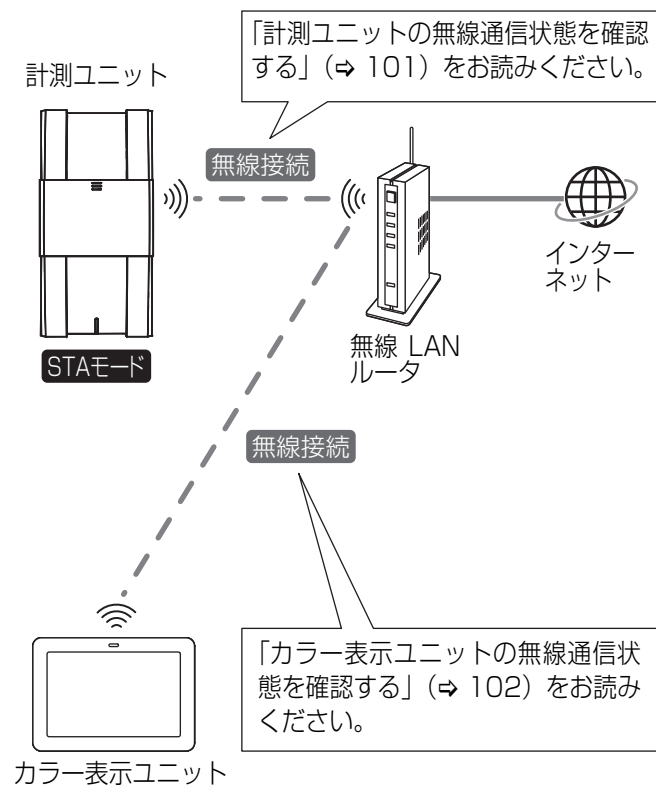 「計測ユニットの無線通信状態を確認
する」（⇨ 101）をお読みください。
計測ユニット
無線接続
インター
ネット
無線 LAN
ルータ
STAモード
無線接続
「カラー表示ユニットの無線通信状
態を確認する」（⇨ 102）をお読み
ください。
カラー表示ユニット